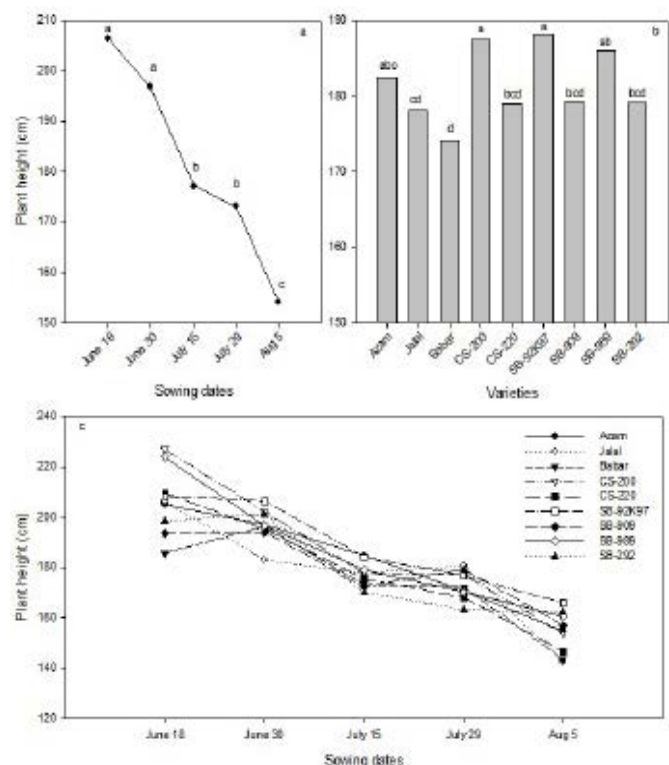 210
200
190
180
170
160
150
Plant height (cm)
a
a
b
b
c
a
June 18
June 30
July 15
July 29
Aug 5
Sowing dates
190
180
170
160
150
abc
cd
d
a
bcd
a
bcd
ab
bcd
b
Azam
Jalal
Babar
CS-200
CS-220
SB-92K97
SB-909
SB-989
SB-292
Varieties
240
220
200
180
160
140
120
Plant height (cm)
c
Azam
Jalal
Babar
CS-200
CS-220
SB-92K97
SB-909
SB-989
SB-292
June 18
June 30
July 15
July 29
Aug 5
Sowing dates